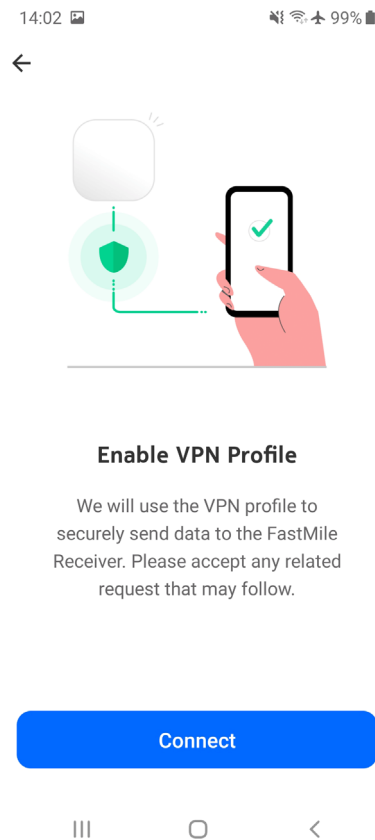 14:02 99%
Enable VPN Profile
We will use the VPN profile to
securely send data to the FastMile
Receiver. Please accept any related
request that may follow.
Connect